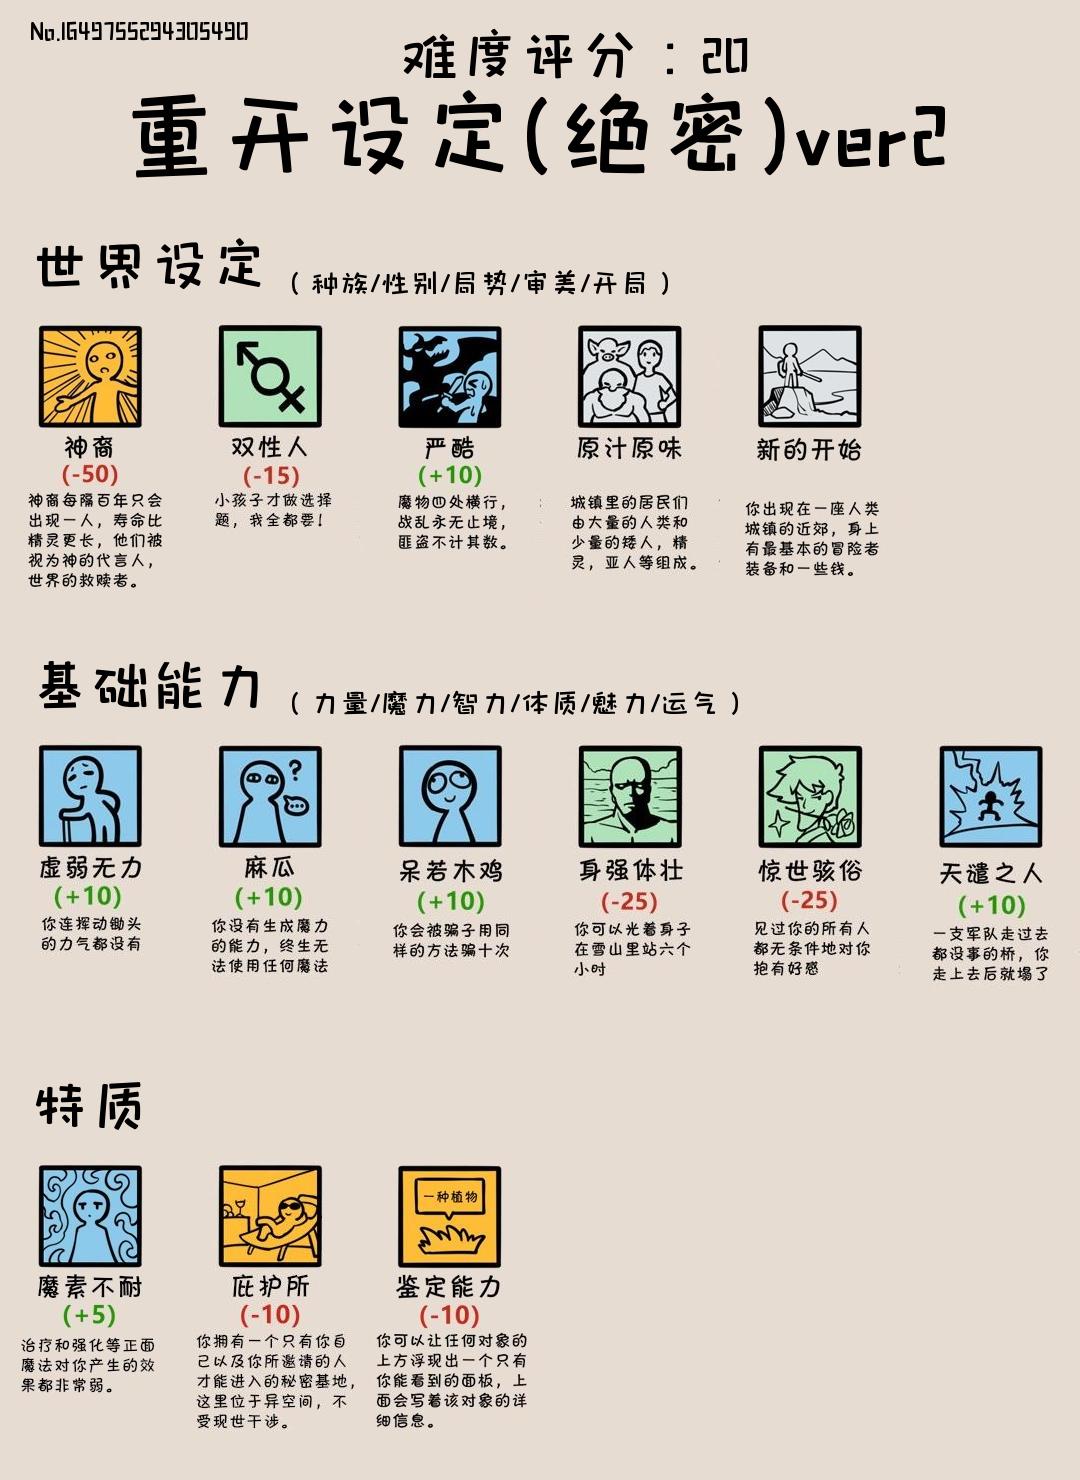 No.1649755294305490
难度评分：20
重开设定(绝密)ver2
世界设定
( 种族/性别/局势/审美/开局 )
神裔
(-50)
神裔每隔百年只会
出现一人，寿命比
精灵更长，他们被
视为神的代言人，
世界的救赎者。
双性人
(-15)
小孩子才做选择
题，我全都要!
严酷
(+10)
魔物四处横行，
战乱永无止境，
匪盗不计其数。
原汁原味
城镇里的居民们
由大量的人类和
少量的矮人，精
灵，亚人等组成。
新的开始
你出现在一座人类
城镇的近郊，身上
有最基本的冒险者
装备和一些钱。
基础能力
( 力量/魔力/智力/体质/魅力/运气 )
虚弱无力
(+10)
你连挥动锄头
的力气都没有
麻瓜
(+10)
你没有生成魔力
的能力，终生无
法使用任何魔法
呆若木鸡
(+10)
你会被骗子用同
样的方法骗十次
身强体壮
(-25)
你可以光着身子
在雪山里站六个
小时
惊世骇俗
(-25)
见过你的所有人
都无条件地对你
抱有好感
天谴之人
(+10)
一支军队走过去
都没事的桥，你
走上去后就塌了
特质
魔素不耐
(+5)
治疗和强化等正面
魔法对你产生的效
果都非常弱。
庇护所
(-10)
你拥有一个只有你自
己以及你所邀请的人
才能进入的秘密基地，
这里位于异空间，不
受现世干涉。
一种植物
鉴定能力
(-10)
你可以让任何对象的
上方浮现出一个只有
你能看到的面板，上
面会写着该对象的详
细信息。